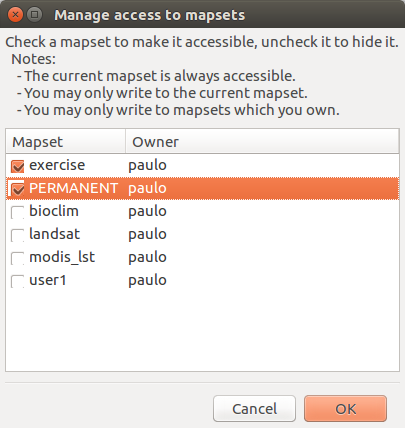 Manage access to mapsets
Check a mapset to make it accessible, uncheck it to hide it.
Notes:
- The current mapset is always accessible.
- You may only write to the current mapset.
- You may only write to mapsets which you own.
Mapset Owner
exercise paulo
PERMANENT paulo
bioclim paulo
landsat paulo
modis_lst paulo
user1 paulo
Cancel OK